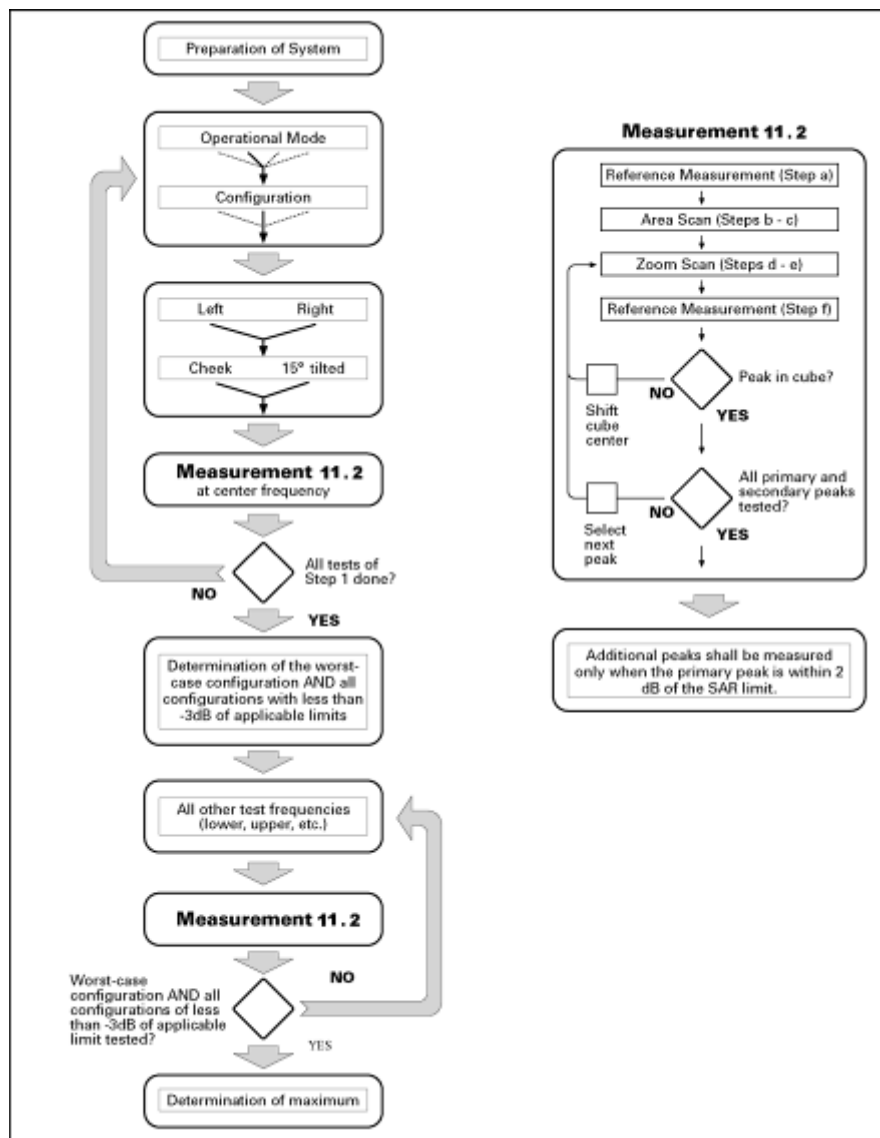 Preparation of System
Operational Mode
Configuration
Left Right
Cheek 15° tilted
Measurement 11.2
at center frequency
All tests of
Step 1 done?
NO
YES
Determination of the worst-
case configuration AND all
configurations with less than
-3dB of applicable limits
All other test frequencies
(lower, upper, etc.)
Measurement 11.2
NO
Worst-case
configuration AND all
configurations of less
than -3dB of applicable
limit tested?
YES
Determination of maximum
Measurement 11.2
Reference Measurement (Step a)
Area Scan (Steps b - c)
Zoom Scan (Steps d - e)
Reference Measurement (Step f)
Peak in cube?
NO
YES
Shift
cube
center
All primary and
secondary peaks
tested?
NO
YES
Select
next
peak
Additional peaks shall be measured
only when the primary peak is within 2
dB of the SAR limit.